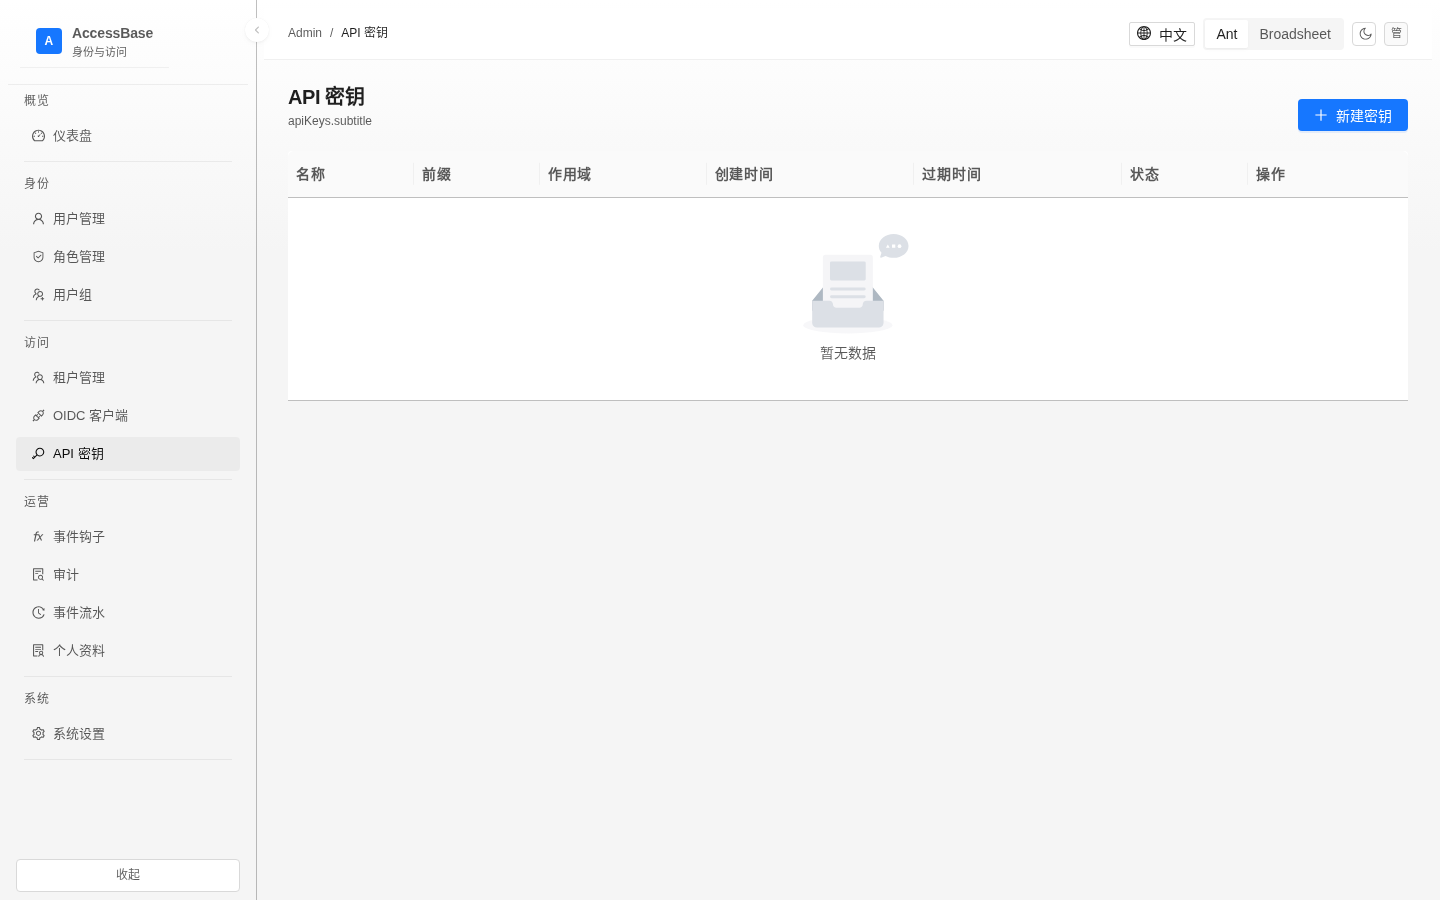 A
AccessBase
身份与访问
概览
仪表盘
身份
用户管理
角色管理
用户组
访问
租户管理
OIDC 客户端
API 密钥
运营
事件钩子
审计
事件流水
个人资料
系统
系统设置
收起
Admin / API 密钥
中文
Ant
Broadsheet
管
API 密钥
apiKeys.subtitle
新建密钥
名称 前缀 作用域 创建时间 过期时间 状态 操作
暂无数据